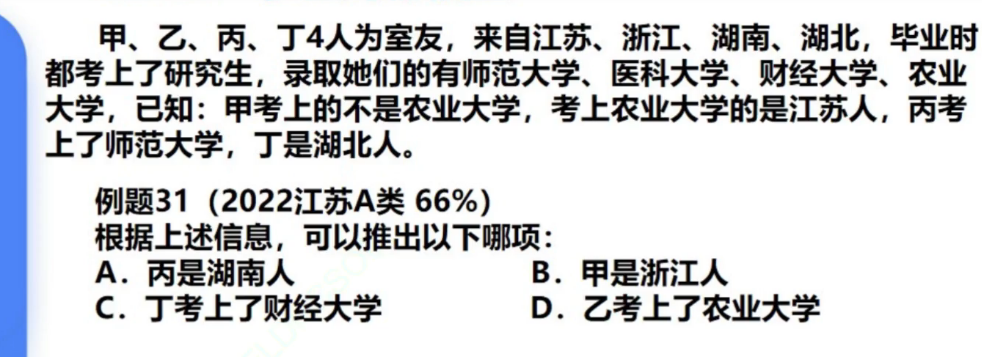 甲、乙、丙、丁4人为室友，来自江苏、浙江、湖南、湖北，毕业时
都考上了研究生，录取她们的有师范大学、医科大学、财经大学、农业
大学，已知：甲考上的不是农业大学，考上农业大学的是江苏人，丙考
上了师范大学，丁是湖北人。
例题31（2022江苏A类 66%）
根据上述信息，可以推出以下哪项：
A．丙是湖南人 B．甲是浙江人
C．丁考上了财经大学 D．乙考上了农业大学